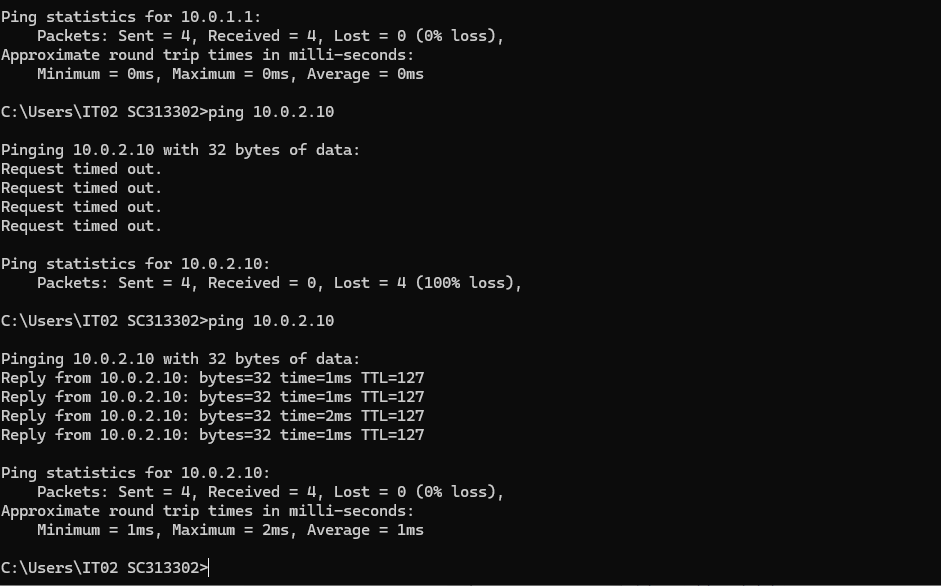 Ping statistics for 10.0.1.1:
    Packets: Sent = 4, Received = 4, Lost = 0 (0% loss),
Approximate round trip times in milli-seconds:
    Minimum = 0ms, Maximum = 0ms, Average = 0ms
C:\Users\IT02 SC313302>ping 10.0.2.10
Pinging 10.0.2.10 with 32 bytes of data:
Request timed out.
Request timed out.
Request timed out.
Request timed out.
Ping statistics for 10.0.2.10:
    Packets: Sent = 4, Received = 0, Lost = 4 (100% loss),
C:\Users\IT02 SC313302>ping 10.0.2.10
Pinging 10.0.2.10 with 32 bytes of data:
Reply from 10.0.2.10: bytes=32 time=1ms TTL=127
Reply from 10.0.2.10: bytes=32 time=1ms TTL=127
Reply from 10.0.2.10: bytes=32 time=2ms TTL=127
Reply from 10.0.2.10: bytes=32 time=1ms TTL=127
Ping statistics for 10.0.2.10:
    Packets: Sent = 4, Received = 4, Lost = 0 (0% loss),
Approximate round trip times in milli-seconds:
    Minimum = 1ms, Maximum = 2ms, Average = 1ms
C:\Users\IT02 SC313302>